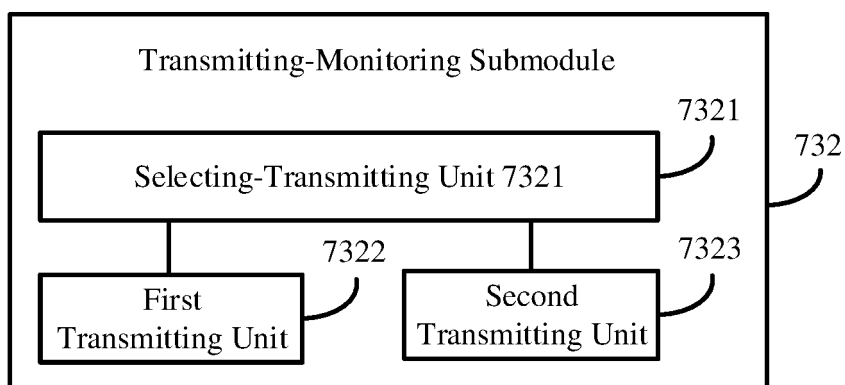 Transmitting-Monitoring Submodule
7321
732
Selecting-Transmitting Unit 7321
7322
7323
First
Transmitting Unit
Second
Transmitting Unit